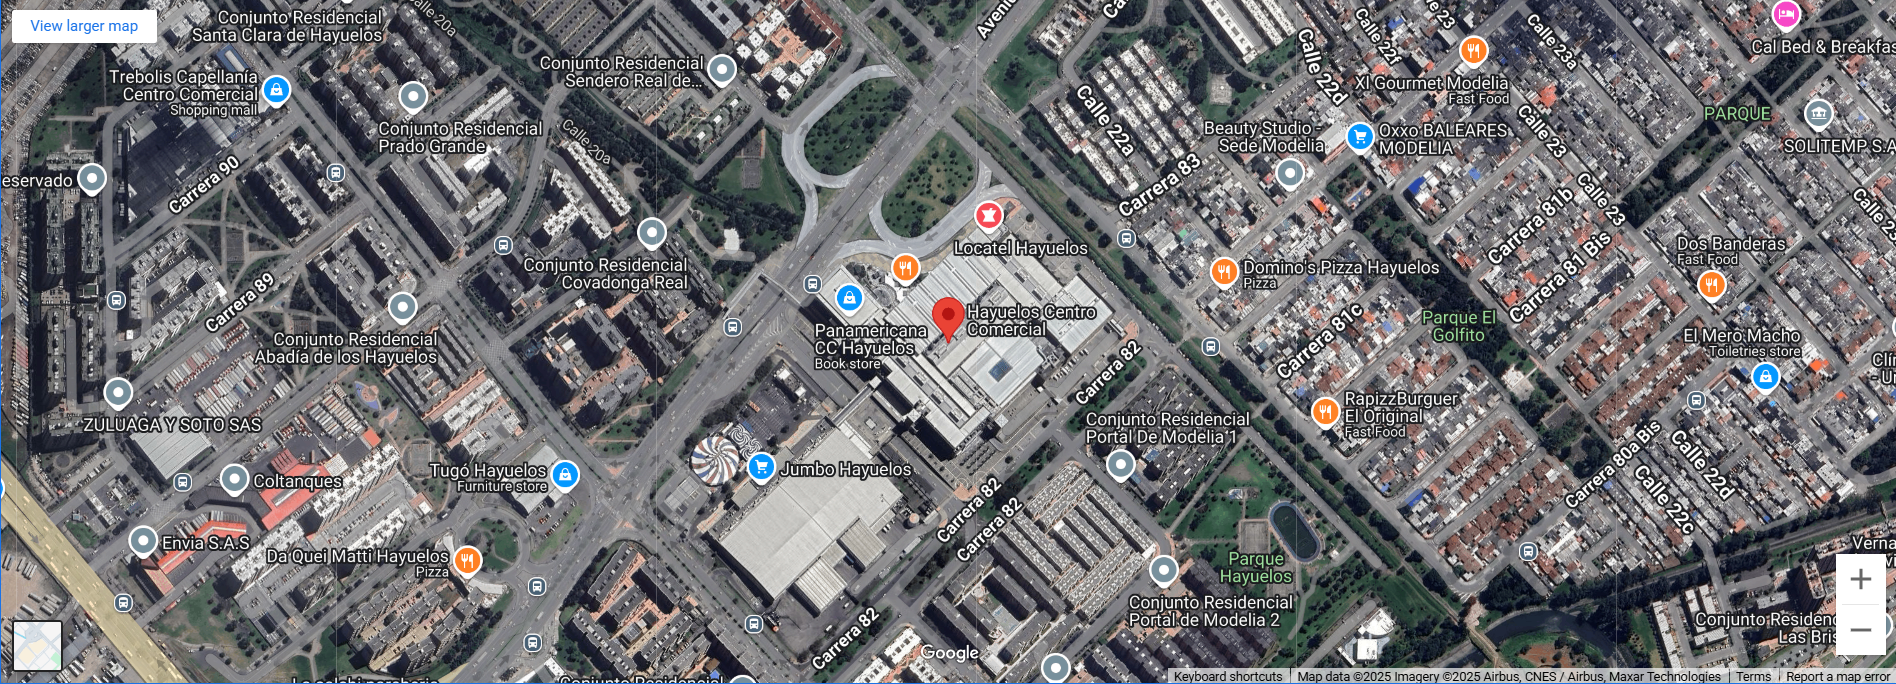 View larger map
Conjunto Residencial
Santa Clara de Hayuelos
Calle 20a
Avenid
Calle 23
Calle 22f
Calle 23a
Cal Bed & Breakfas
Trebolis Capellanía
Centro Comercial
Shopping mall
Conjunto Residencial
Sendero Real de...
Calle 22d
Xl Gourmet Modelia
Fast Food
Calle 22a
PARQUE
SOLITEMP S.A
Conjunto Residencial
Prado Grande
Calle 20a
Beauty Studio -
Sede Modelia
Oxxo BALEARES
MODELIA
Calle 23
eservado
Carrera 90
Carrera 83
Calle 23
Carrera 81b
Carrera 81 Bis
Locatel Hayuelos
Dos Banderas
Fast Food
Conjunto Residencial
Covadonga Real
Domino's Pizza Hayuelos
Pizza
Carrera 89
Hayuelos Centro
Comercial
Panamericana
CC Hayuelos
Book store
Carrera 81c
Parque El
Golfito
El Mero Macho
Toiletries store
Conjunto Residencial
Abadía de los Hayuelos
Carrera 82
Clí
- U
ZULUAGA Y SOTO SAS
RapizzBurguer
El Original
Fast Food
Conjunto Residencial
Portal De Modelia 1
Carrera 80a Bis
Calle 22d
Calle 22c
Coltanques
Tugó Hayuelos
Furniture store
Jumbo Hayuelos
Carrera 82
Carrera 82
Envia S.A.S
Da Quei Matti Hayuelos
Pizza
Parque
Hayuelos
Verna
Conjunto Residencial
Portal de Modelia 2
Carrera 82
Conjunto Residenc
Las Bris
Google
Conjunto Residencial
Keyboard shortcuts
Map data ©2025 Imagery ©2025 Airbus, CNES / Airbus, Maxar Technologies
Terms
Report a map error